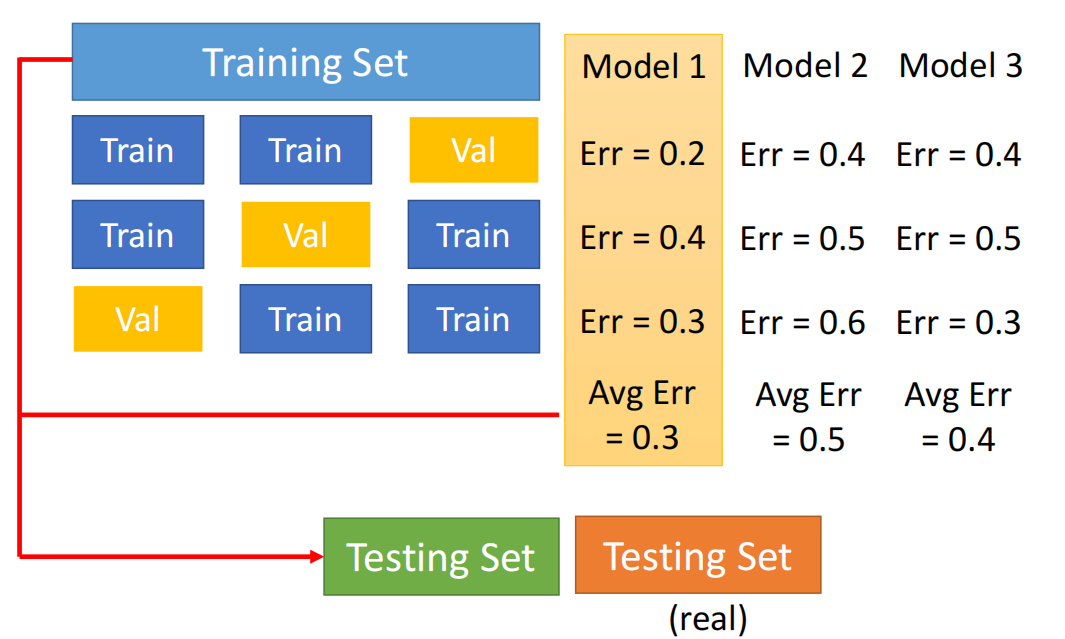 Training Set
Model 1 Model 2 Model 3
Train Train Val Err = 0.2 Err = 0.4 Err = 0.4
Train Val Train Err = 0.4 Err = 0.5 Err = 0.5
Val Train Train Err = 0.3 Err = 0.6 Err = 0.3
Avg Err Avg Err Avg Err
= 0.3 = 0.5 = 0.4
Testing Set Testing Set
(real)